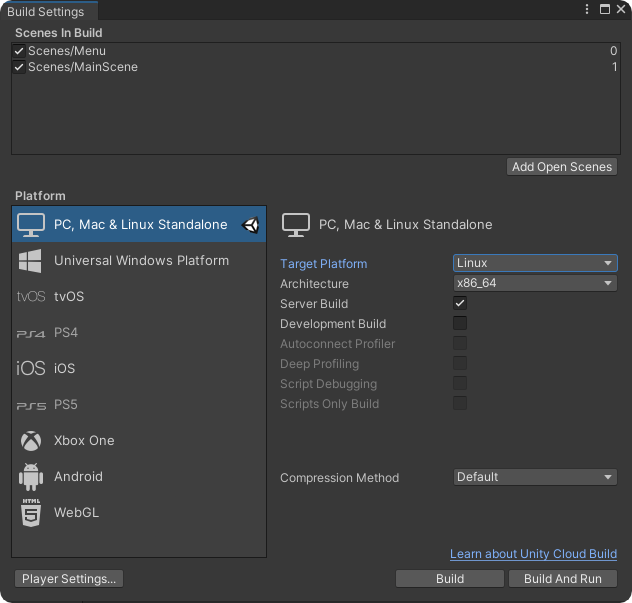 Build Settings
Scenes In Build
Scenes/Menu 0
Scenes/MainScene 1
Add Open Scenes
Platform
PC, Mac & Linux Standalone
Universal Windows Platform
tvOS tvOS
PS4 PS4
iOS iOS
PS5 PS5
Xbox One
Android
HTML 5 WebGL
PC, Mac & Linux Standalone
Target Platform Linux
Architecture x86_64
Server Build
Development Build
Autoconnect Profiler
Deep Profiling
Script Debugging
Scripts Only Build
Compression Method Default
Learn about Unity Cloud Build
Player Settings... Build Build And Run